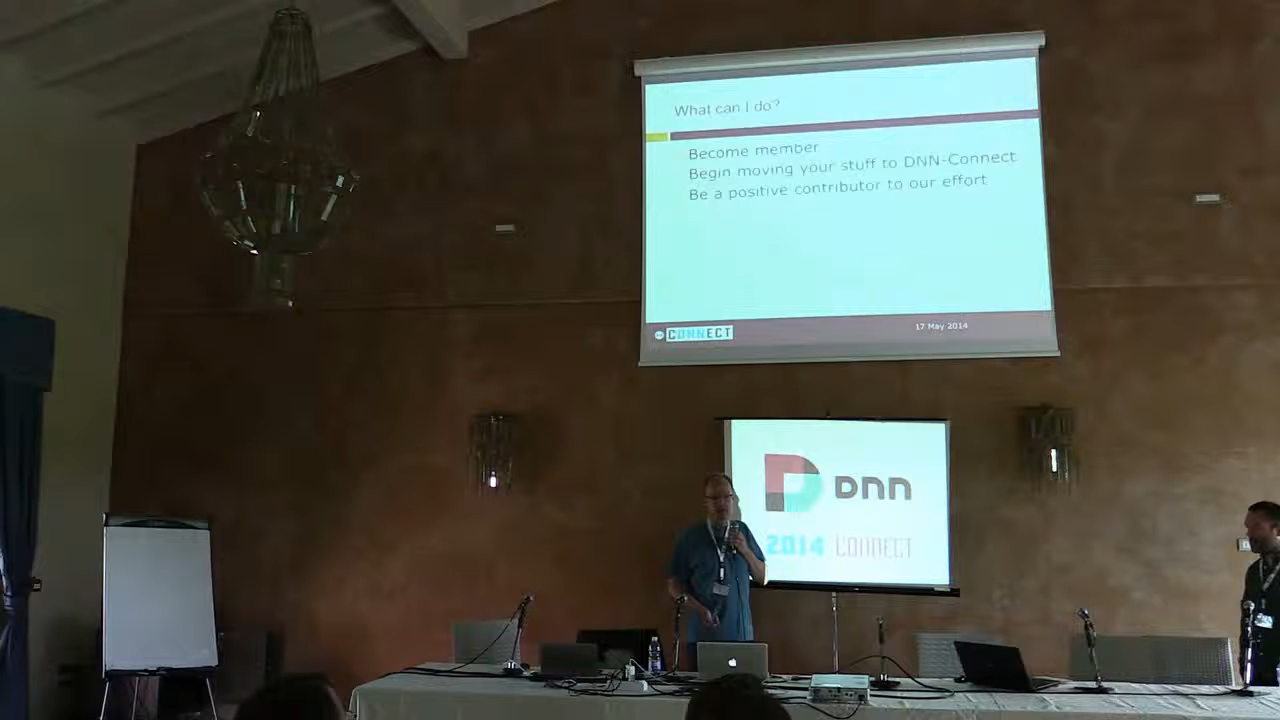 What can I do?
Become member
Begin moving your stuff to DNN-Connect
Be a positive contributor to our effort
CONNECT
17 May 2014
DNN
2014 CONNECT